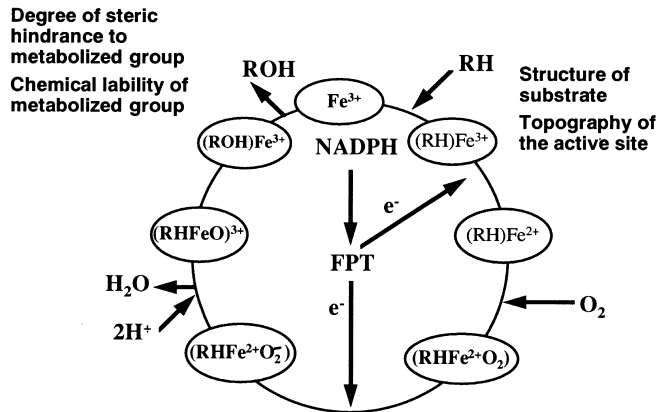 Degree of steric
hindrance to
metabolized group
Chemical lability of
metabolized group
ROH
RH
Structure of
substrate
Topography of
the active site
Fe³⁺
(ROH)Fe³⁺
NADPH
(RH)Fe³⁺
e⁻
(RHFeO)³⁺
(RH)Fe²⁺
FPT
H₂O
e⁻
O₂
2H⁺
(RHFe²⁺O₂⁻)
(RHFe²⁺O₂)